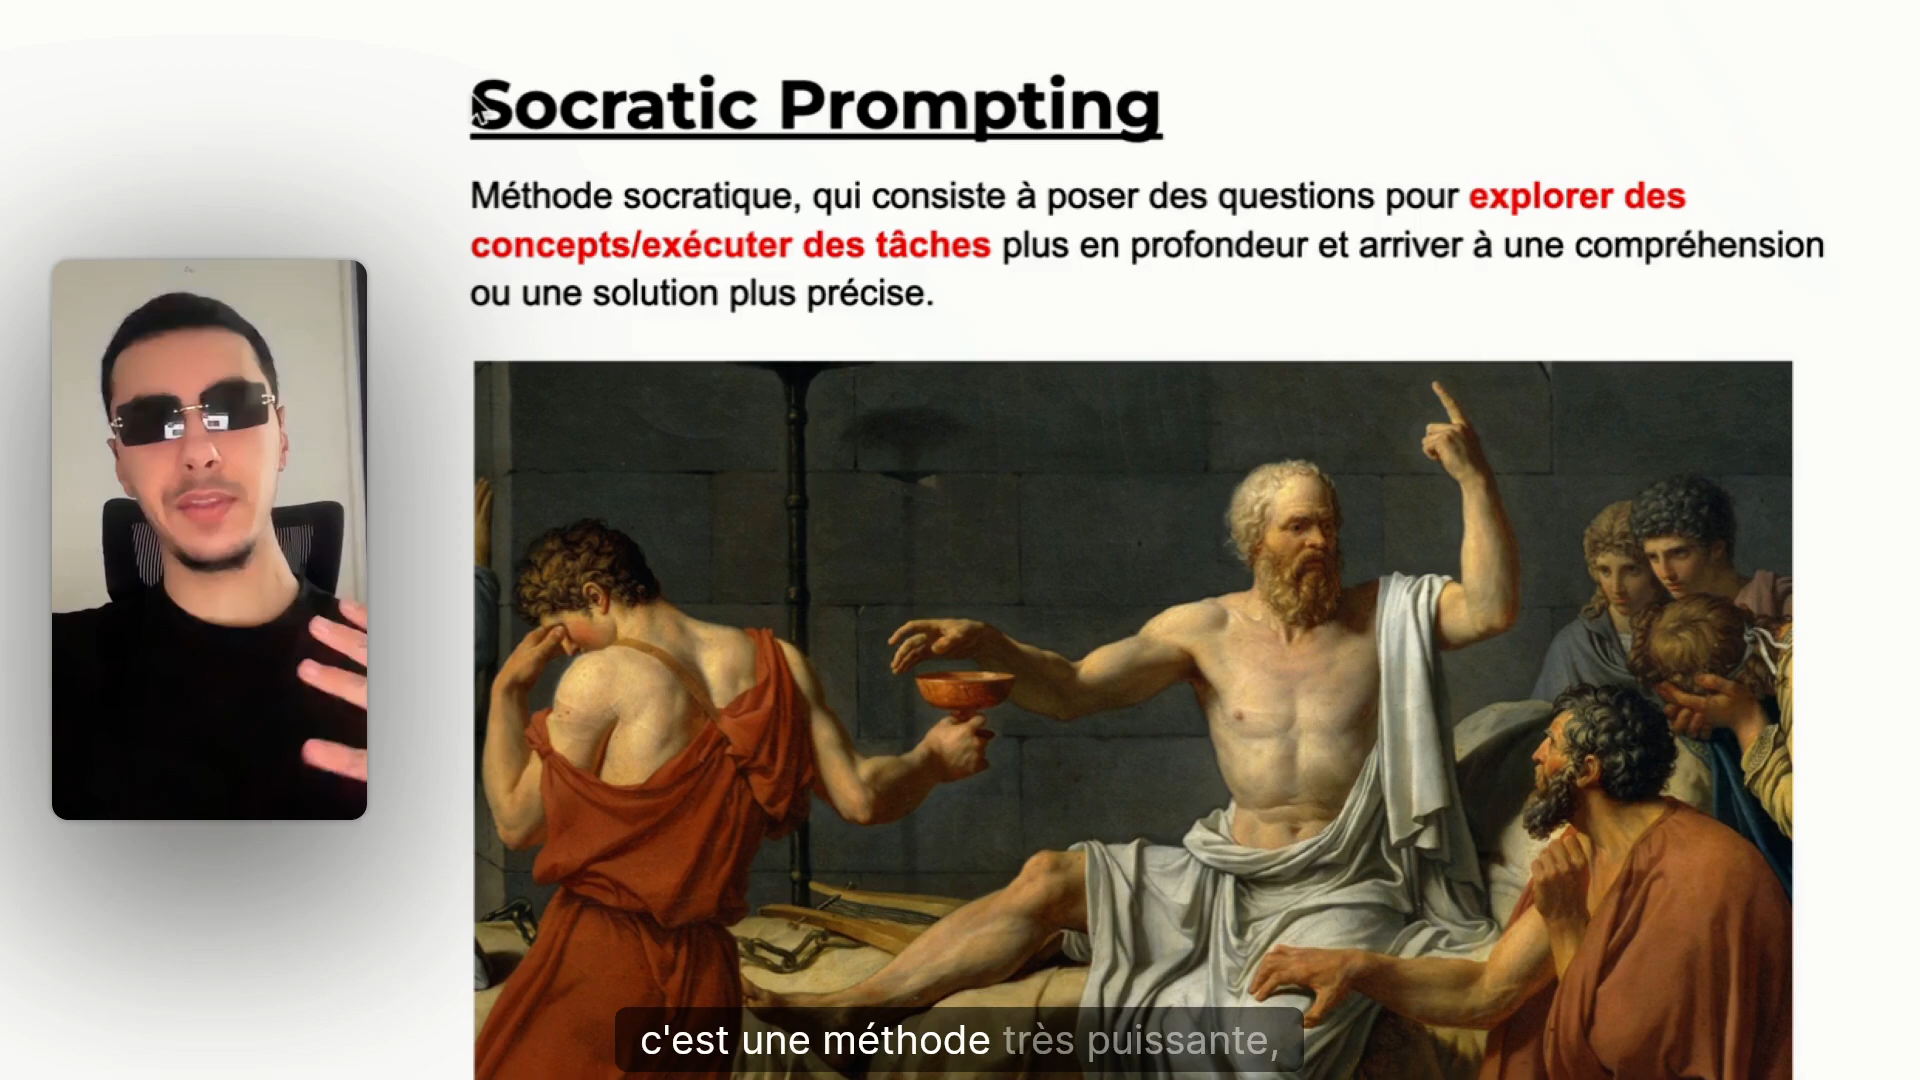 Socratic Prompting
Méthode socratique, qui consiste à poser des questions pour explorer des
concepts/exécuter des tâches plus en profondeur et arriver à une compréhension
ou une solution plus précise.
c'est une méthode très puissante,